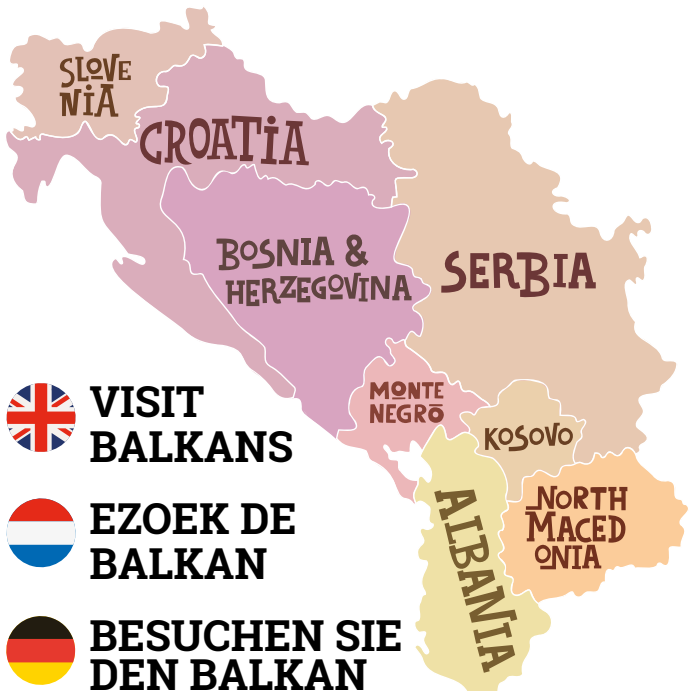 SLOVE
NIA
CROATIA
BOSNIA &
HERZEGOVINA
SERBIA
MONTE
NEGRO
KOSOVO
NORTH
MACED
ONIA
ALBANIA
VISIT
BALKANS
EZOEK DE
BALKAN
BESUCHEN SIE
DEN BALKAN